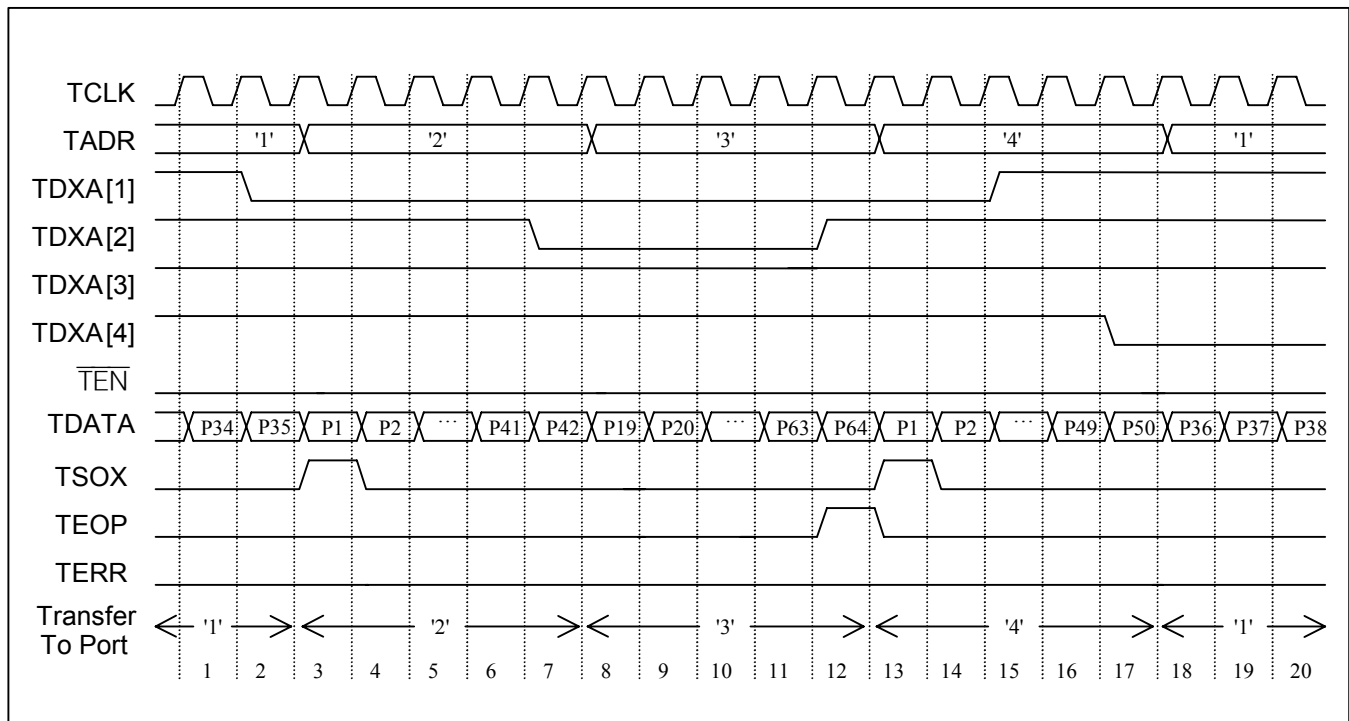 TCLK
TADR '1' '2' '3' '4' '1'
TDXA[1]
TDXA[2]
TDXA[3]
TDXA[4]
TEN
TDATA P34 P35 P1 P2 ... P41 P42 P19 P20 ... P63 P64 P1 P2 ... P49 P50 P36 P37 P38
TSOX
TEOP
TERR
Transfer
To Port '1' '2' '3' '4' '1'
1 2 3 4 5 6 7 8 9 10 11 12 13 14 15 16 17 18 19 20